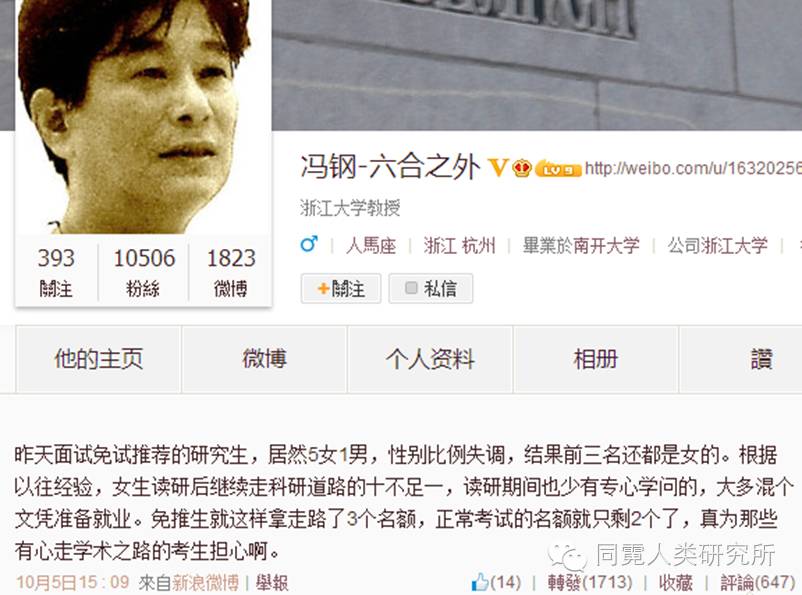 冯钢-六合之外 V LV 9 http://weibo.com/u/16320256
浙江大学教授
♂ | 人馬座 | 浙江 杭州 | 畢業於南开大学 | 公司浙江大学 |
393 10506 1823
關注 粉絲 微博
+關注 私信
他的主页 微博 个人资料 相册 讚
昨天面试免试推荐的研究生，居然5女1男，性别比例失调，结果前三名还都是女的。根据
以往经验，女生读研后继续走科研道路的十不足一，读研期间也少有专心学问的，大多混个
文凭准备就业。免推生就这样拿走路了3个名额，正常考试的名额就只剩2个了，真为那些
有心走学术之路的考生担心啊。
同霓人类研究所
10月5日15：09 來自新浪微博 | 舉報 (14) | 轉發(1713) | 收藏 | 評論(647)